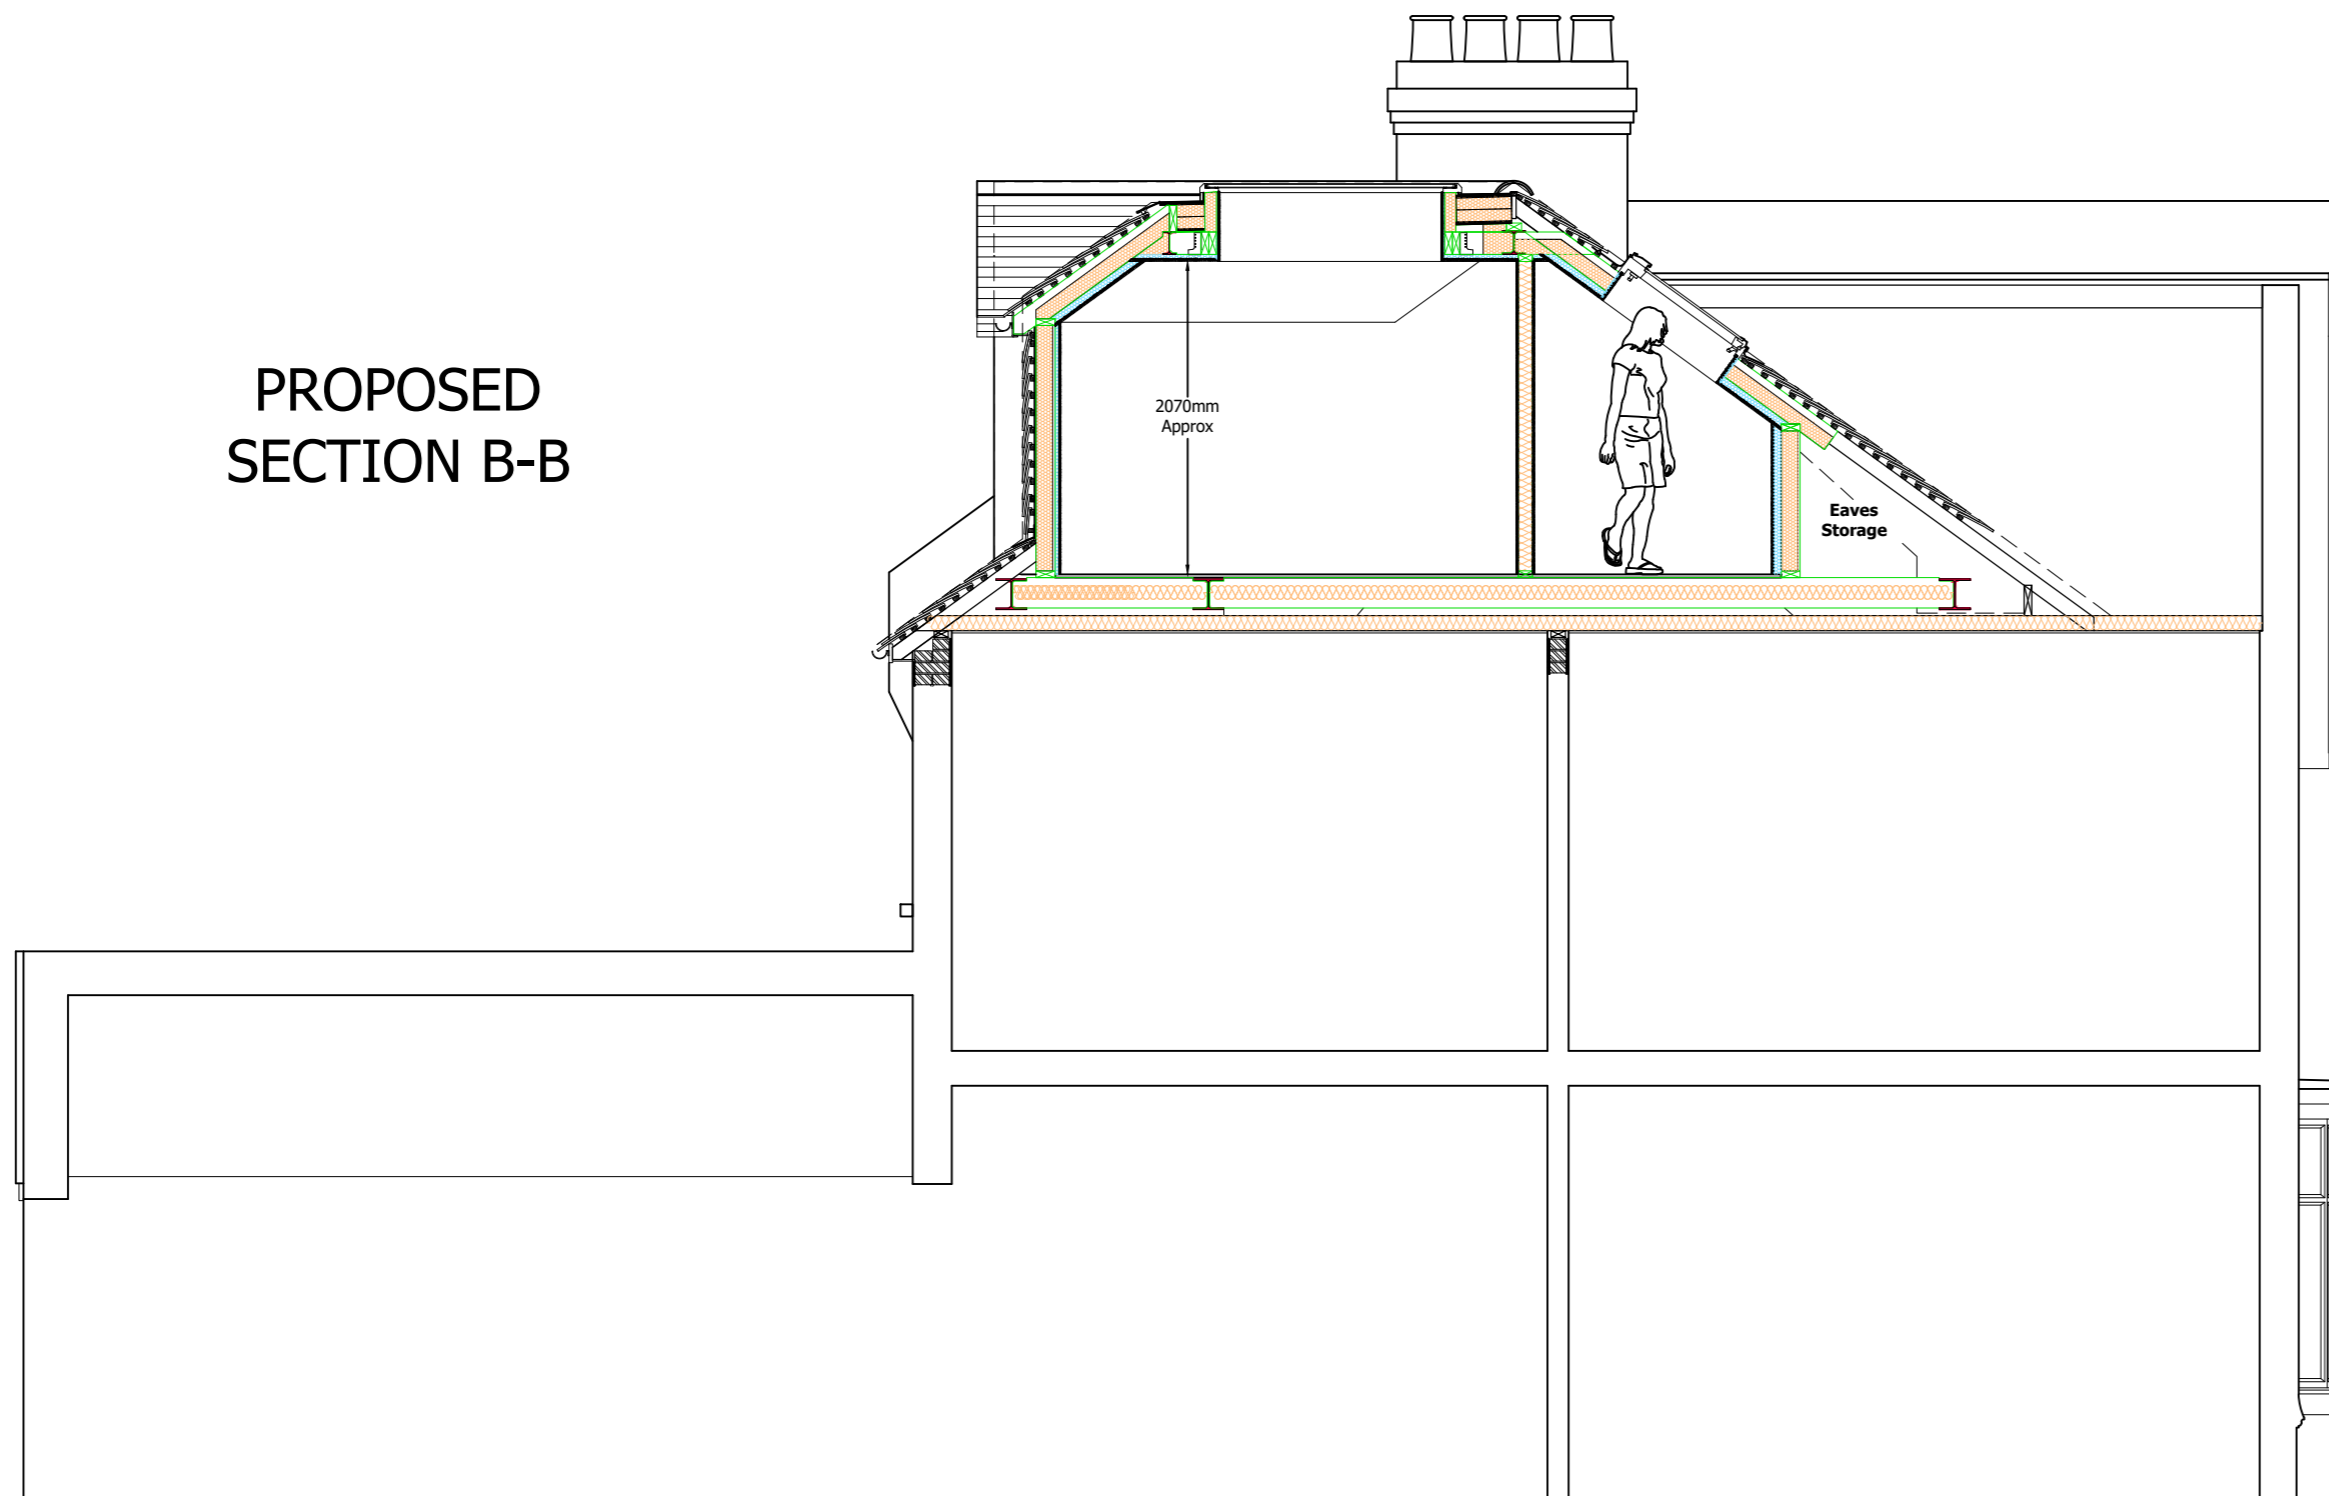 PROPOSED
SECTION B-B
2070mm
Approx
Eaves
Storage